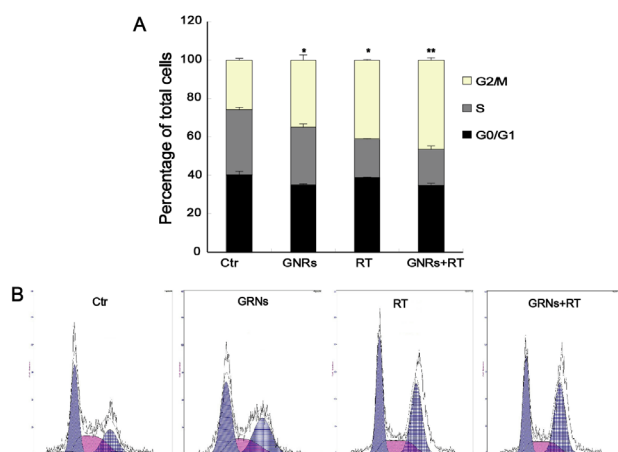 A
120
100
80
60
40
20
0
Percentage of total cells
* * **
G2/M
S
G0/G1
Ctr GNRs RT GNRs+RT
B
Ctr GRNs RT GRNs+RT